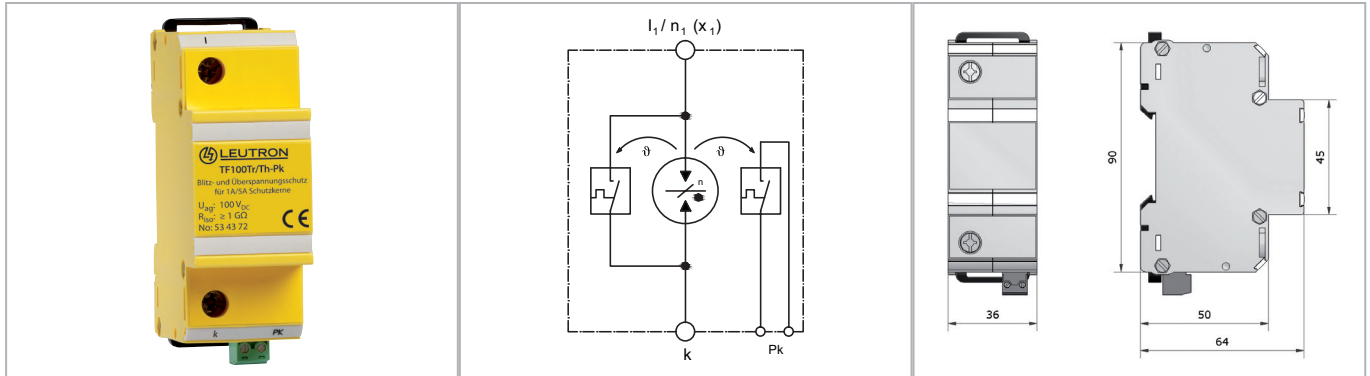 l
LEUTRON
TF100Tr/Th-Pk
Blitz- und Überspannungsschutz
für 1A/5A Schutzkerne
Uag: 100 VDC
Riso: ≥ 1 GΩ
No: 53 43 72
CE
k PK
l1 / n1 (x1)
ϑ ϑ
n
k
Pk
90
36
45
50
64